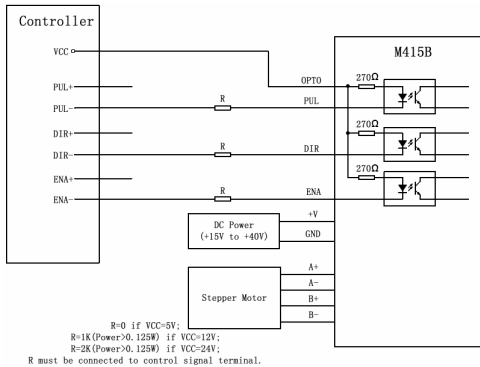 Controller
M415B
VCC
OPTO
270Ω
PUL+
PUL-
R
PUL
270Ω
DIR+
DIR-
R
DIR
270Ω
ENA+
ENA-
R
ENA
DC Power
(+15V to +40V)
+V
GND
Stepper Motor
A+
A-
B+
B-
R=0 if VCC=5V;
R=1K(Power>0.125W) if VCC=12V;
R=2K(Power>0.125W) if VCC=24V;
R must be connected to control signal terminal.